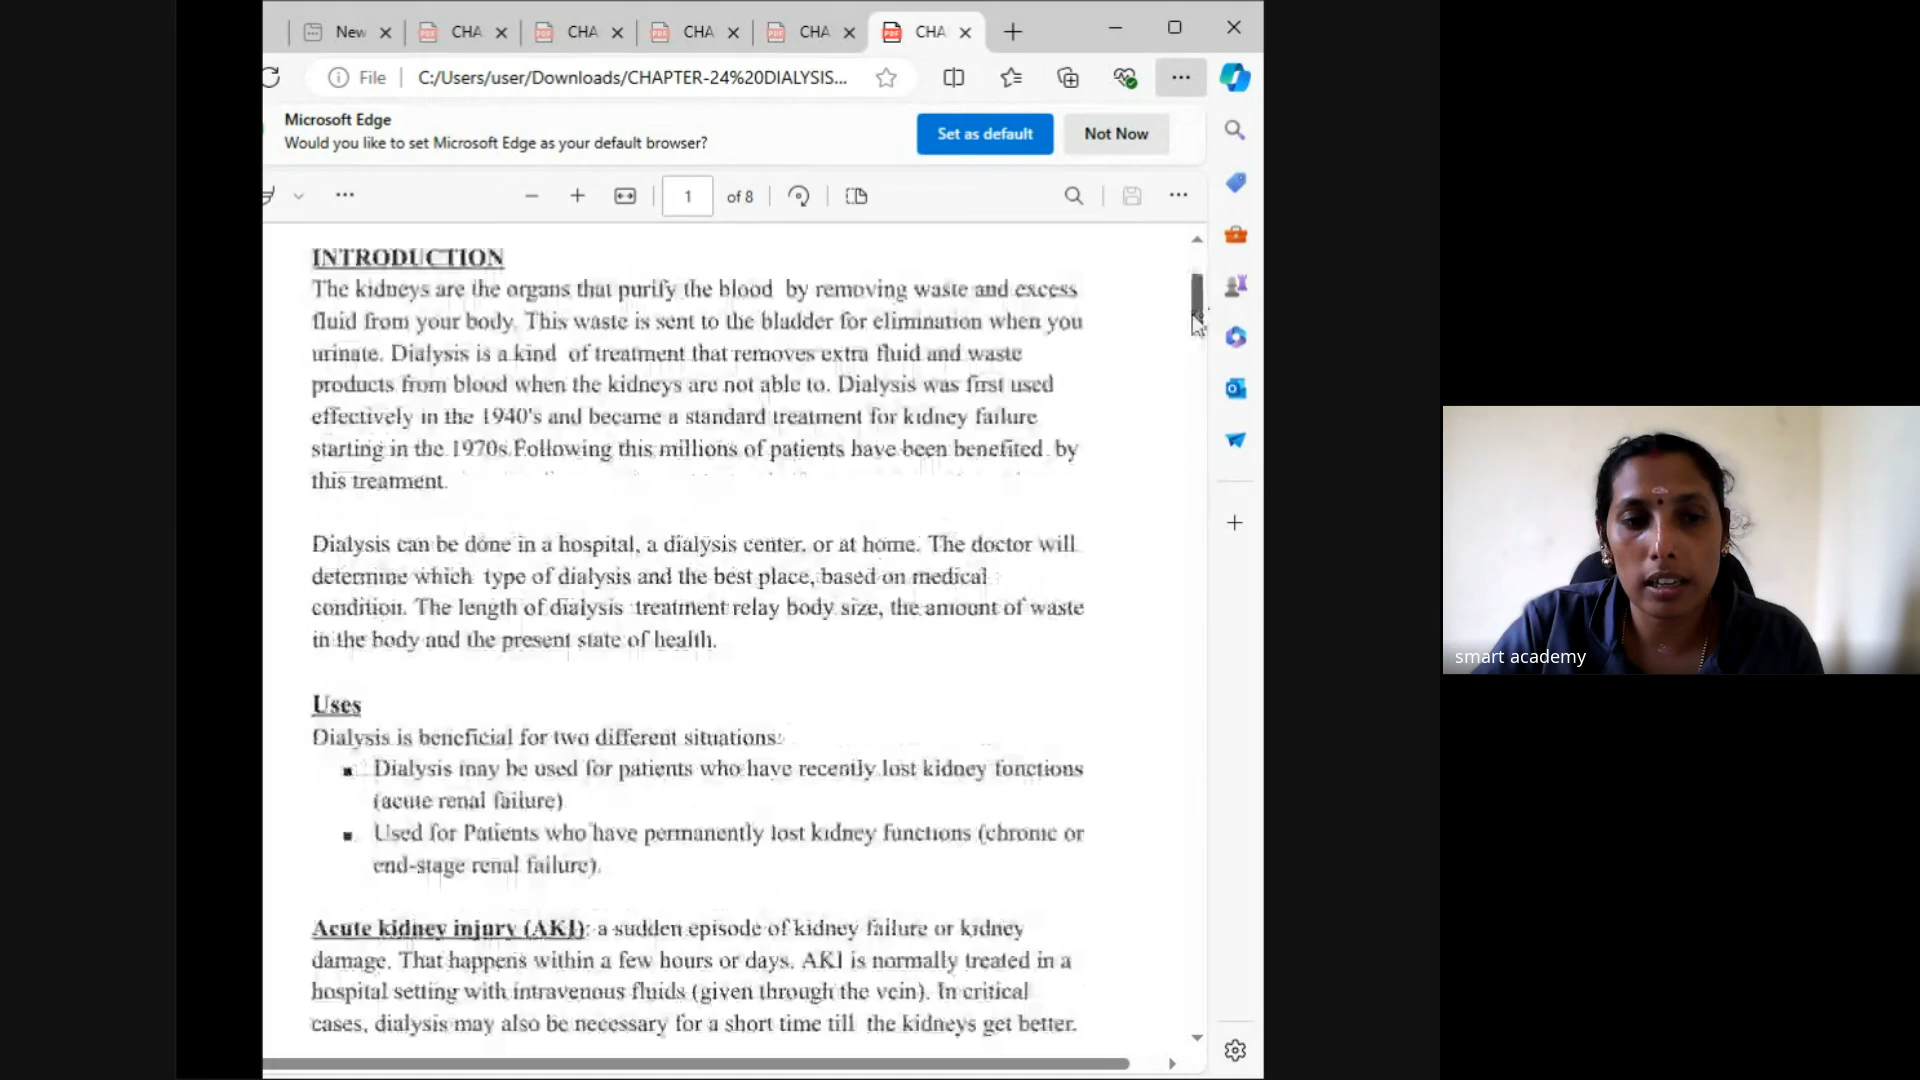 New
CHA
CHA
CHA
CHA
CHA
File
C:/Users/user/Downloads/CHAPTER-24%20DIALYSIS...
Microsoft Edge
Would you like to set Microsoft Edge as your default browser?
Set as default
Not Now
1
of 8
INTRODUCTION
The kidneys are the organs that purify the blood by removing waste and excess
fluid from your body. This waste is sent to the bladder for elimination when you
urinate. Dialysis is a kind of treatment that removes extra fluid and waste
products from blood when the kidneys are not able to. Dialysis was first used
effectively in the 1940's and became a standard treatment for kidney failure
starting in the 1970s.Following this millions of patients have been benefited by
this treatment.
Dialysis can be done in a hospital, a dialysis center, or at home. The doctor will
determine which type of dialysis and the best place, based on medical
condition. The length of dialysis treatment relay body size, the amount of waste
in the body and the present state of health.
Uses
Dialysis is beneficial for two different situations:
▪ Dialysis may be used for patients who have recently lost kidney fonctions
(acute renal failure)
▪ Used for Patients who have permanently lost kidney functions (chronic or
end-stage renal failure).
Acute kidney injury (AKI): a sudden episode of kidney failure or kidney
damage. That happens within a few hours or days. AKI is normally treated in a
hospital setting with intravenous fluids (given through the vein). In critical
cases, dialysis may also be necessary for a short time till the kidneys get better.
smart academy